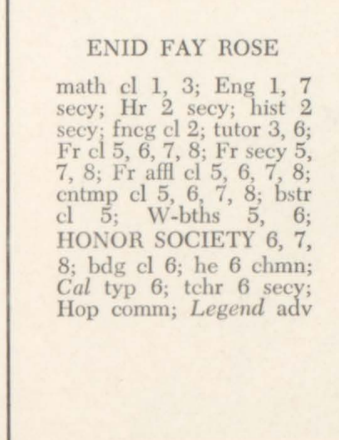 ENID FAY ROSE
math cl 1, 3; Eng 1, 7
secy; Hr 2 secy; hist 2
secy; fncg cl 2; tutor 3, 6;
Fr cl 5, 6, 7, 8; Fr secy 5,
7, 8; Fr affl cl 5, 6, 7, 8;
cntmp cl 5, 6, 7, 8; bstr
cl 5; W-bths 5, 6;
HONOR SOCIETY 6, 7,
8; bdg cl 6; he 6 chmn;
Cal typ 6; tchr 6 secy;
Hop comm; Legend adv